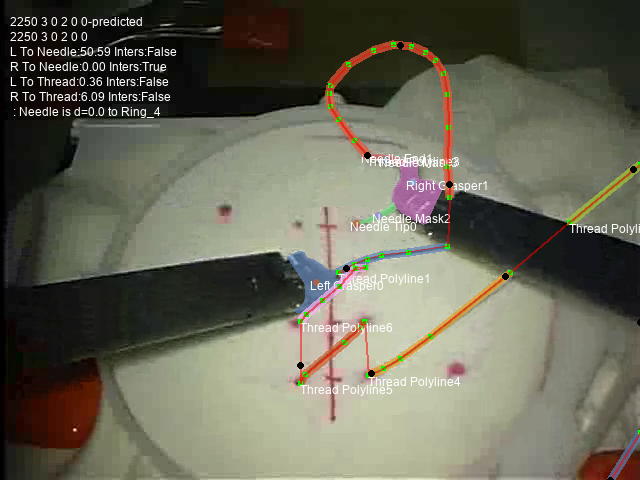 2250 3 0 2 0 0-predicted
2250 3 0 2 0 0
L To Needle:50.59 Inters:False
R To Needle:0.00 Inters:True
L To Thread:0.36 Inters:False
R To Thread:6.09 Inters:False
: Needle is d=0.0 to Ring_4
Right Grasper1
Needle Mask2
Needle Tip0
Thread Polyli
Thread Polyline1
Left Grasper0
Thread Polyline6
Thread Polyline4
Thread Polyline5